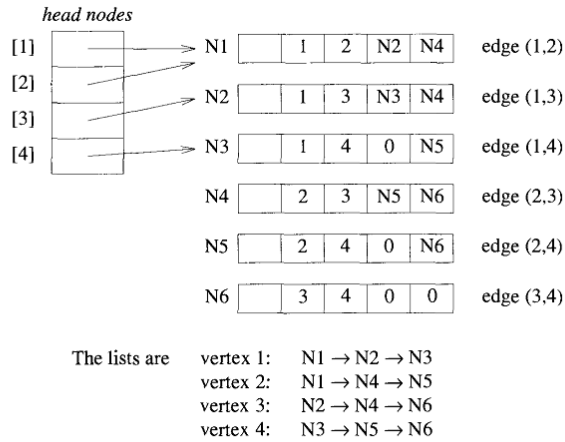 head nodes
[1] N1 1 2 N2 N4 edge (1,2)
[2]
N2 1 3 N3 N4 edge (1,3)
[3]
[4] N3 1 4 0 N5 edge (1,4)
N4 2 3 N5 N6 edge (2,3)
N5 2 4 0 N6 edge (2,4)
N6 3 4 0 0 edge (3,4)
The lists are vertex 1: N1 → N2 → N3
vertex 2: N1 → N4 → N5
vertex 3: N2 → N4 → N6
vertex 4: N3 → N5 → N6